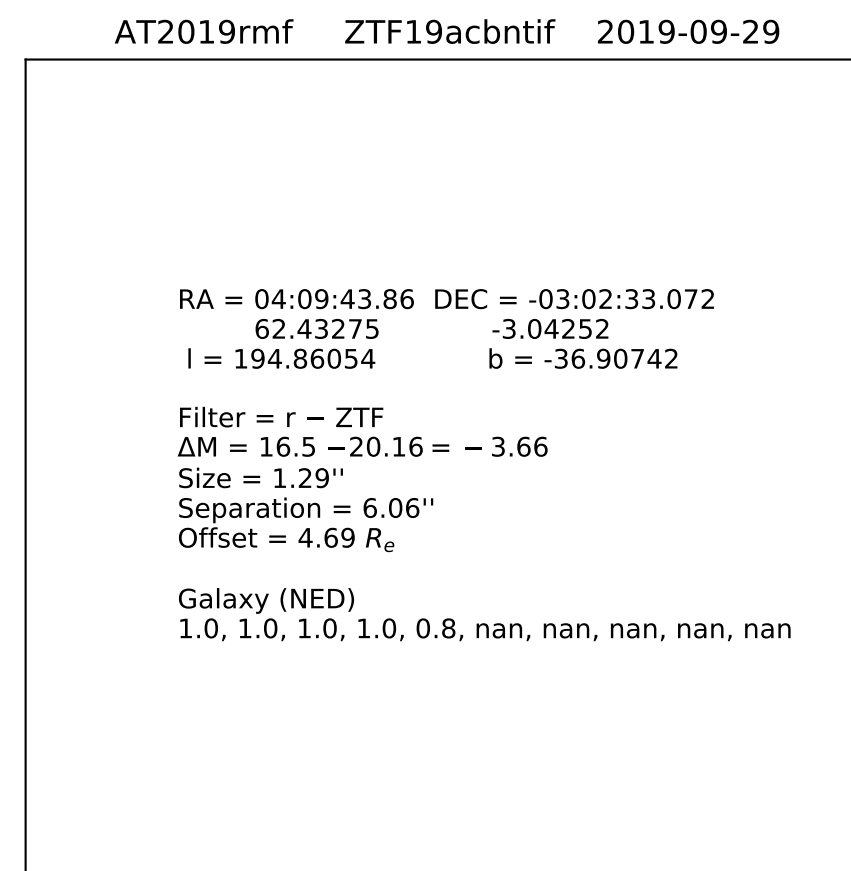 AT2019rmf ZTF19acbntif 2019-09-29
RA = 04:09:43.86 DEC = -03:02:33.072
62.43275 -3.04252
l = 194.86054 b = -36.90742
Filter = r − ZTF
ΔM = 16.5 −20.16 = − 3.66
Size = 1.29''
Separation = 6.06''
Offset = 4.69 Rₑ
Galaxy (NED)
1.0, 1.0, 1.0, 1.0, 0.8, nan, nan, nan, nan, nan